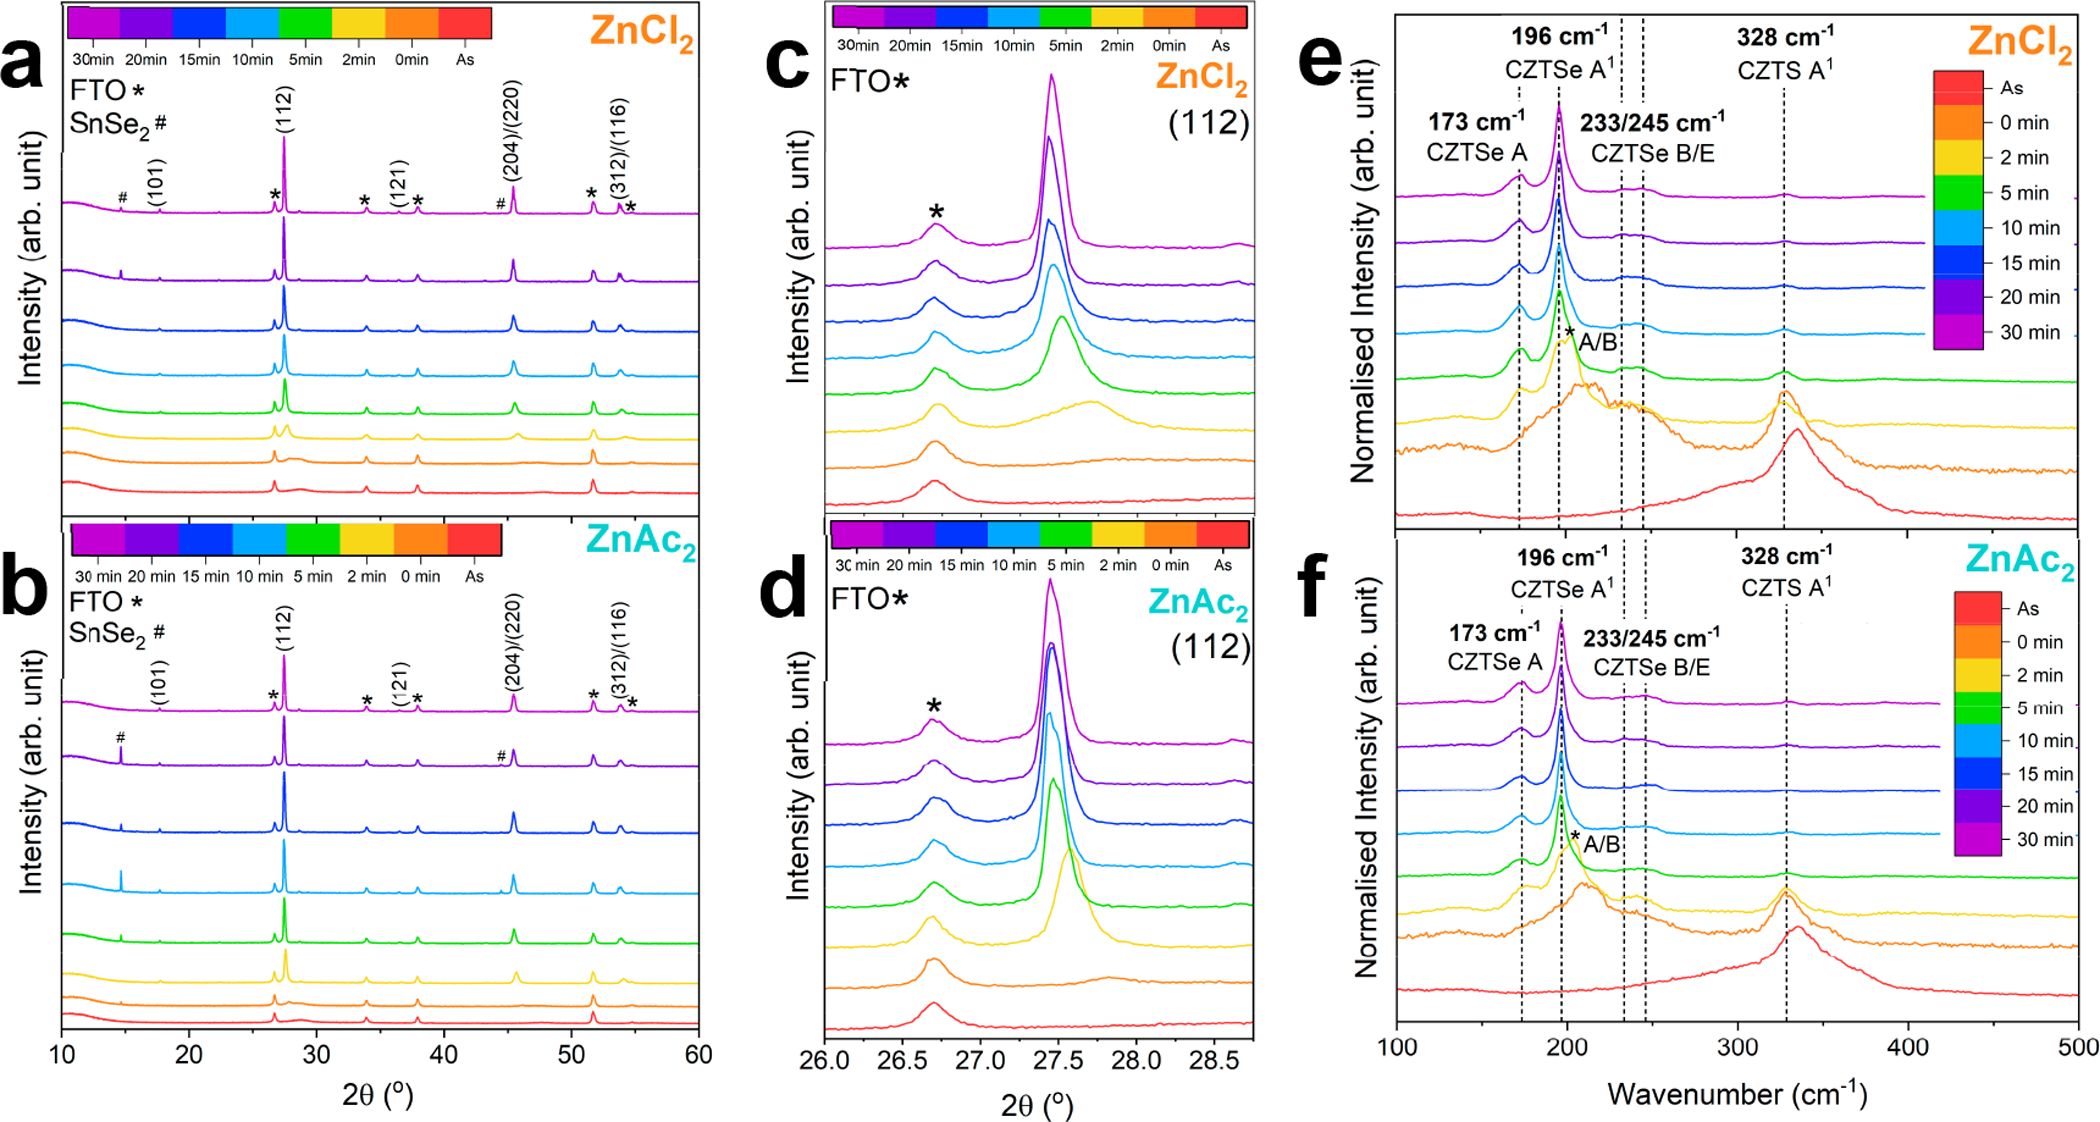 a
30min 20min 15min 10min 5min 2min 0min As
ZnCl2
FTO *
SnSe2 #
# (101) * (112) * (121) * # (204)/(220) * (312)/(116) *
Intensity (arb. unit)
b
30 min 20 min 15 min 10 min 5 min 2 min 0 min As
ZnAc2
FTO *
SnSe2 #
(101) * (112) * (121) * (204)/(220) * (312)/(116) *
# #
Intensity (arb. unit)
10 20 30 40 50 60
2θ (°)
c
30min 20min 15min 10min 5min 2min 0min As
FTO*
ZnCl2
(112)
*
Intensity (arb. unit)
d
30 min 20 min 15 min 10 min 5 min 2 min 0 min As
FTO*
ZnAc2
(112)
*
Intensity (arb. unit)
26.0 26.5 27.0 27.5 28.0 28.5
2θ (°)
e
196 cm-1
CZTSe A1
328 cm-1
CZTS A1
ZnCl2
173 cm-1
CZTSe A
233/245 cm-1
CZTSe B/E
* A/B
As
0 min
2 min
5 min
10 min
15 min
20 min
30 min
Normalised Intensity (arb. unit)
f
196 cm-1
CZTSe A1
328 cm-1
CZTS A1
ZnAc2
173 cm-1
CZTSe A
233/245 cm-1
CZTSe B/E
* A/B
As
0 min
2 min
5 min
10 min
15 min
20 min
30 min
Normalised Intensity (arb. unit)
100 200 300 400 500
Wavenumber (cm-1)